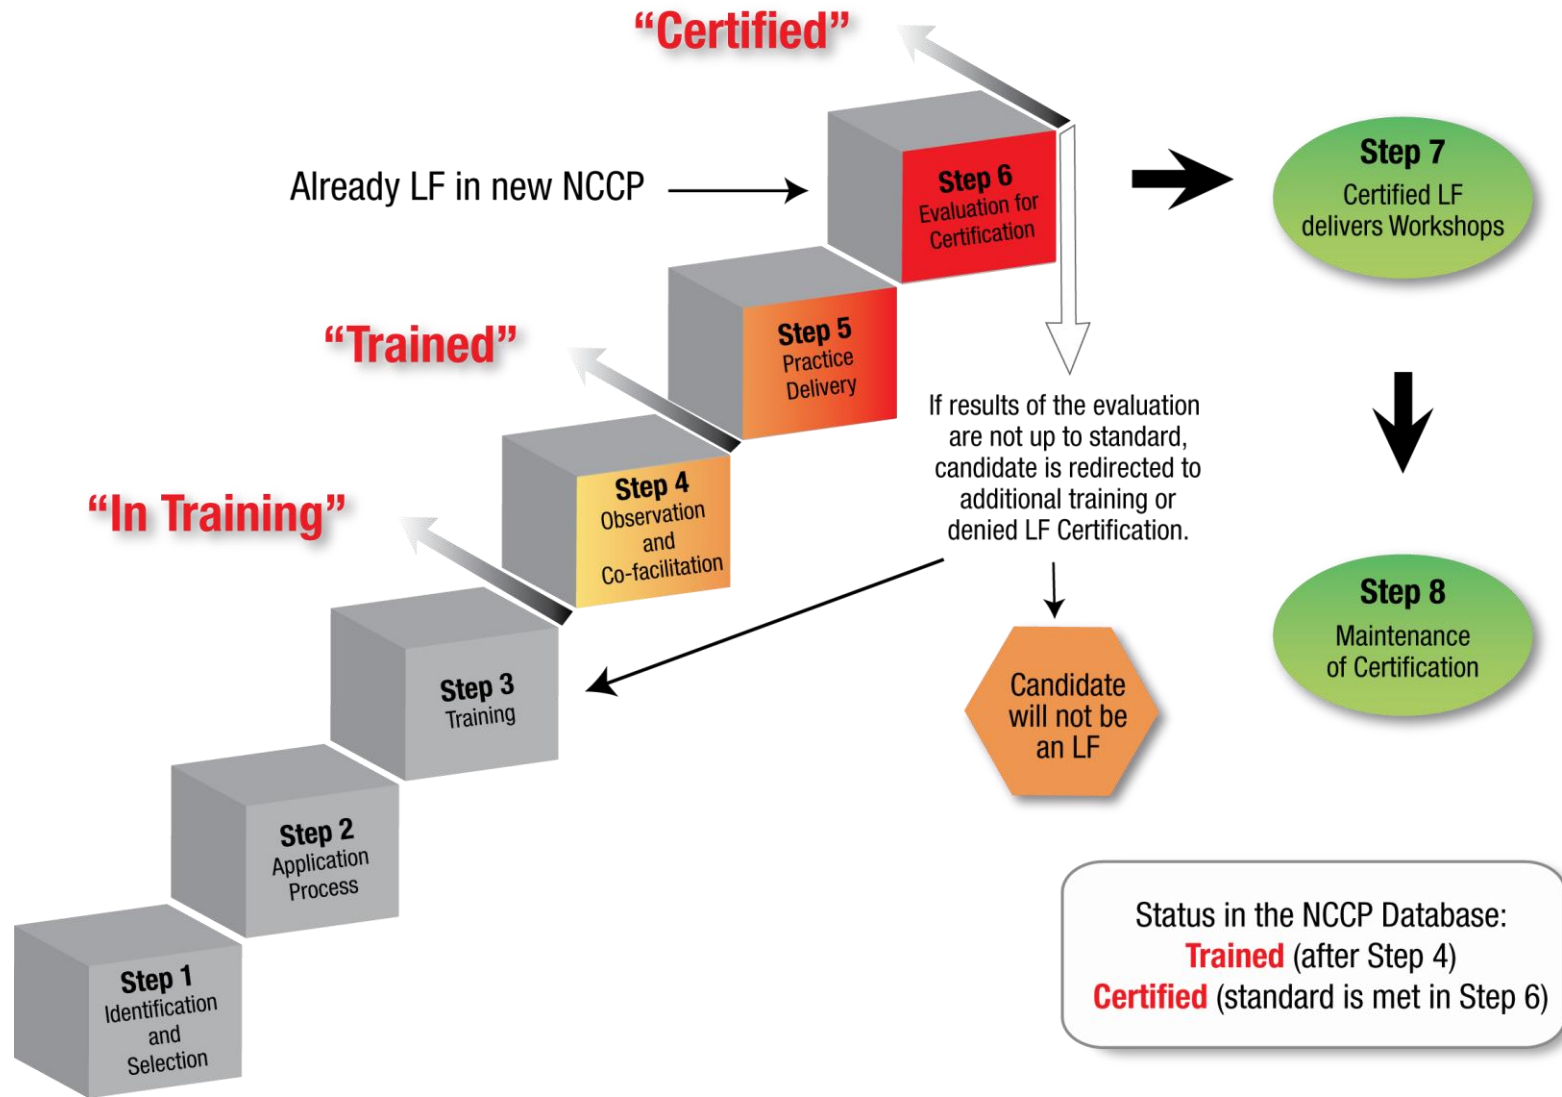 “Certified”
Already LF in new NCCP
Step 6
Evaluation for
Certification
Step 7
Certified LF
delivers Workshops
“Trained”
Step 5
Practice
Delivery
If results of the evaluation
are not up to standard,
candidate is redirected to
additional training or
denied LF Certification.
“In Training”
Step 4
Observation
and
Co-facilitation
Step 8
Maintenance
of Certification
Step 3
Training
Candidate
will not be
an LF
Step 2
Application
Process
Step 1
Identification
and
Selection
Status in the NCCP Database:
Trained (after Step 4)
Certified (standard is met in Step 6)